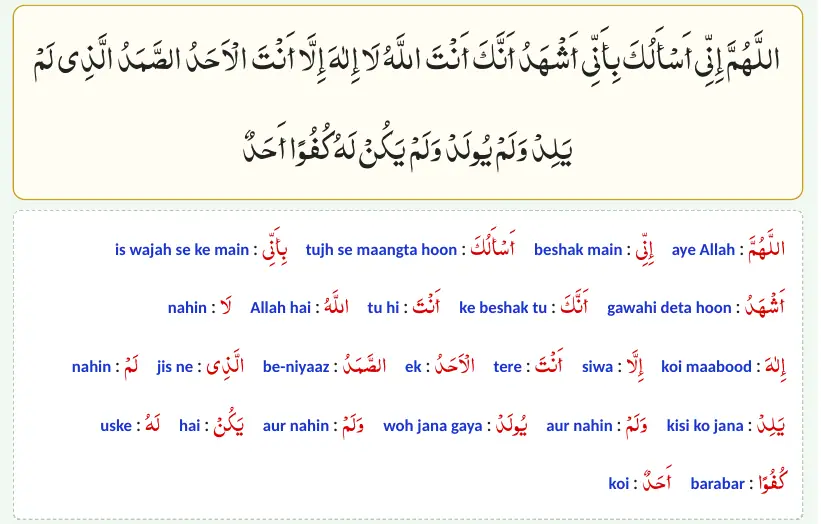 اللَّهُمَّ إِنِّي أَسْأَلُكَ بِأَنِّي أَشْهَدُ أَنَّكَ أَنْتَ اللَّهُ لَا إِلٰهَ إِلَّا أَنْتَ الْاَحَدُ الصَّمَدُ الَّذِى لَمْ
يَلِدْ وَلَمْ يُولَدْ وَلَمْ يَكُنْ لَهُ كُفُوًا أَحَدٌ
اللَّهُمَّ : aye Allah إِنِّي : beshak main أَسْأَلُكَ : tujh se maangta hoon بِأَنِّي : is wajah se ke main
أَشْهَدُ : gawahi deta hoon أَنَّكَ : ke beshak tu أَنْتَ : tu hi اللَّهُ : Allah hai لَا : nahin
إِلٰهَ : koi maabood إِلَّا : siwa أَنْتَ : tere الْاَحَدُ : ek الصَّمَدُ : be-niyaaz الَّذِى : jis ne لَمْ : nahin
يَلِدْ : kisi ko jana وَلَمْ : aur nahin يُولَدْ : woh jana gaya وَلَمْ : aur nahin يَكُنْ : hai لَهُ : uske
كُفُوًا : barabar أَحَدٌ : koi